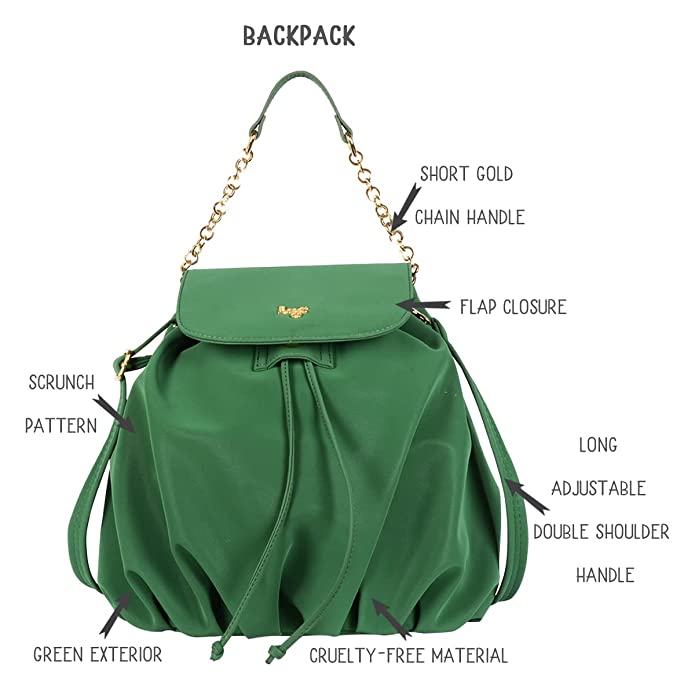 BACKPACK
SHORT GOLD
CHAIN HANDLE
FLAP CLOSURE
SCRUNCH
PATTERN
LONG
ADJUSTABLE
DOUBLE SHOULDER
HANDLE
GREEN EXTERIOR
CRUELTY-FREE MATERIAL